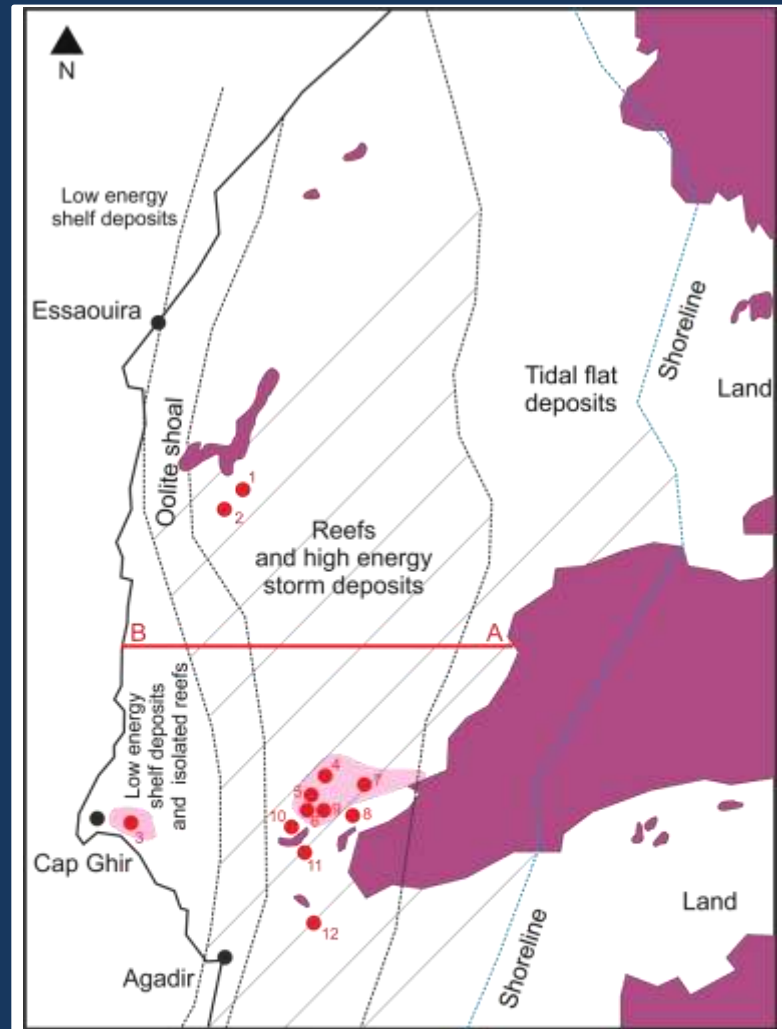 N
Low energy
shelf deposits
Essaouira
Shoreline
Tidal flat
deposits
Land
Oolite shoal
1
2
Reefs
and high energy
storm deposits
B
A
Low energy
shelf deposits
and isolated reefs
4
7
5
6
9
8
10
3
11
Cap Ghir
12
Land
Agadir
Shoreline